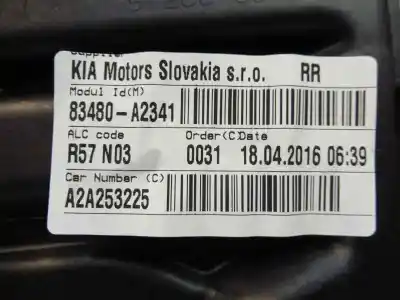 Supplier
KIA Motors Slovakia s.r.o. RR
Modul Id(M)
83480-A2341
ALC code Order(C)Date
R57 N03 0031 18.04.2016 06:39
Car Number (C)
A2A253225